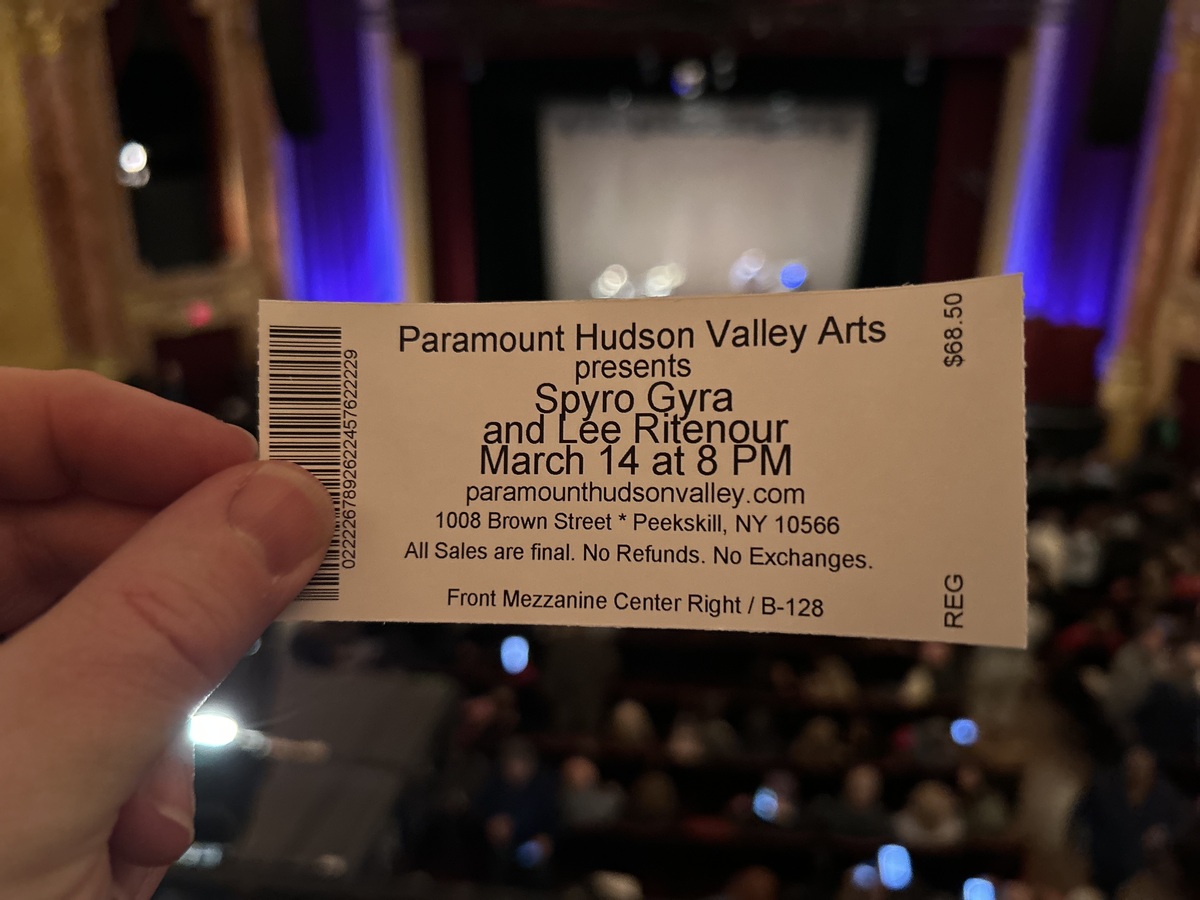 Paramount Hudson Valley Arts
presents
Spyro Gyra
and Lee Ritenour
March 14 at 8 PM
paramounthudsonvalley.com
1008 Brown Street * Peekskill, NY 10566
All Sales are final. No Refunds. No Exchanges.
Front Mezzanine Center Right / B-128
0222267892622457622229
$68.50
REG